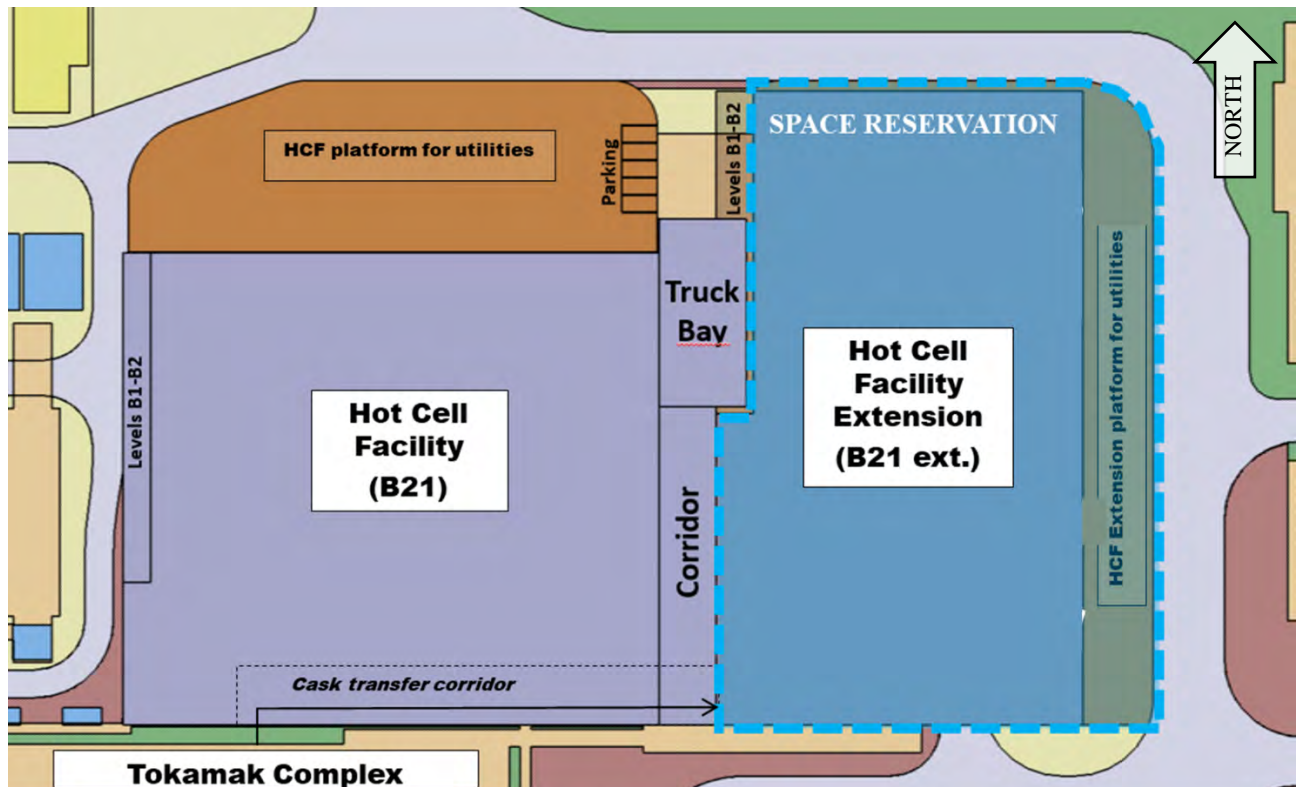 NORTH
SPACE RESERVATION
HCF platform for utilities
Parking
Levels B1-B2
Truck
Bay
HCF Extension platform for utilities
Hot Cell
Facility
Extension
(B21 ext.)
Levels B1-B2
Hot Cell
Facility
(B21)
Corridor
Cask transfer corridor
Tokamak Complex